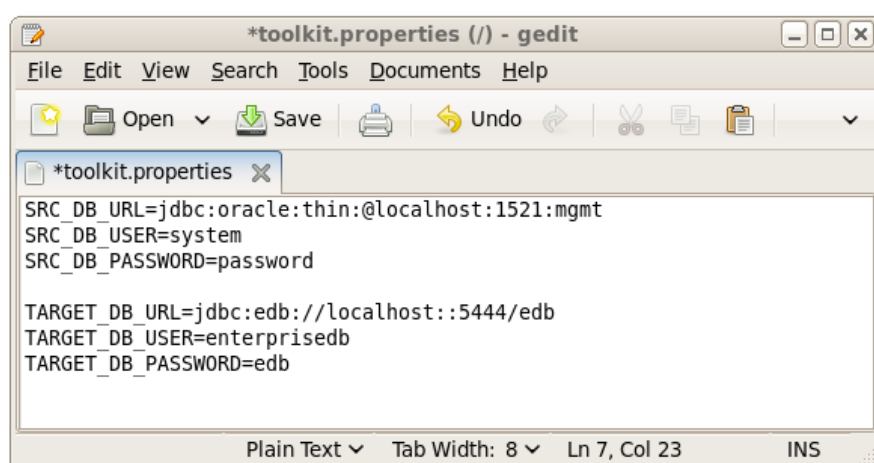 *toolkit.properties (/) - gedit
File Edit View Search Tools Documents Help
Open Save Undo
*toolkit.properties
SRC_DB_URL=jdbc:oracle:thin:@localhost:1521:mgmt
SRC_DB_USER=system
SRC_DB_PASSWORD=password
TARGET_DB_URL=jdbc:edb://localhost::5444/edb
TARGET_DB_USER=enterprisedb
TARGET_DB_PASSWORD=edb
Plain Text Tab Width: 8 Ln 7, Col 23 INS